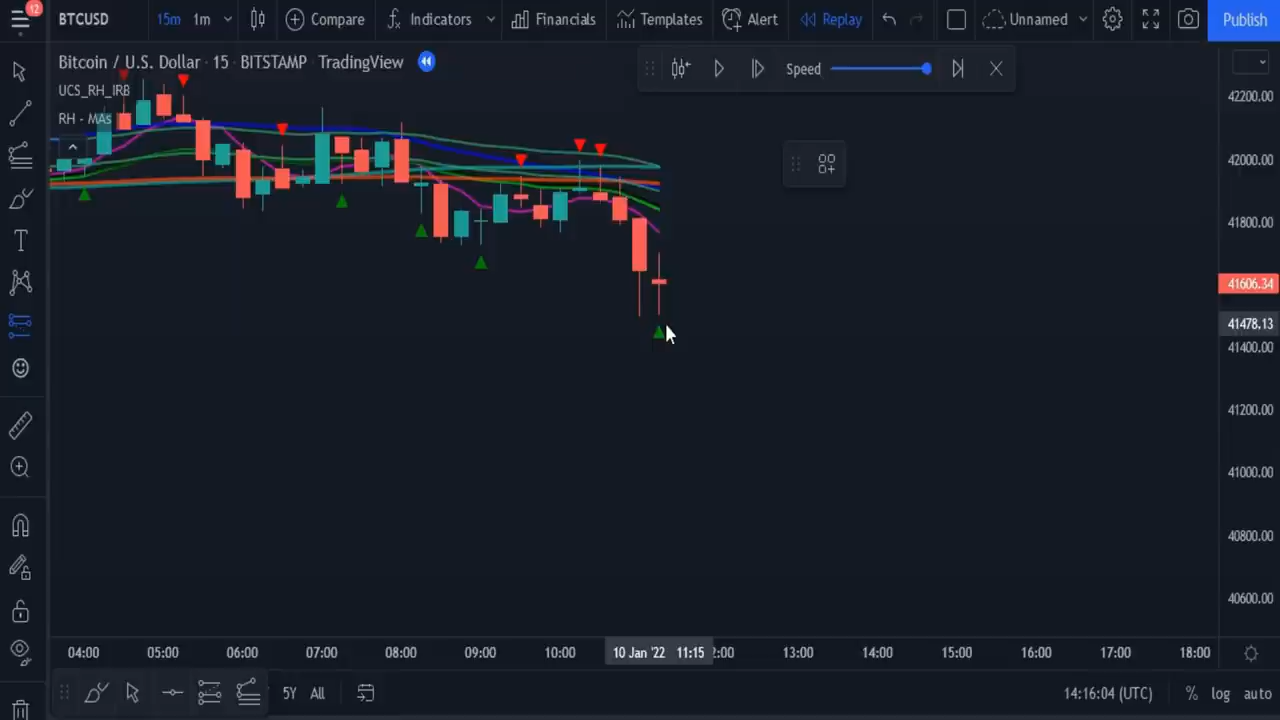 12
BTCUSD 15m 1m Compare Indicators Financials Templates Alert Replay Unnamed Publish
Bitcoin / U.S. Dollar · 15 · BITSTAMP TradingView
Speed
UCS_RH_IRB
RH - MAs
42200.00
42000.00
41800.00
41606.34
41478.13
41400.00
41200.00
41000.00
40800.00
40600.00
04:00 05:00 06:00 07:00 08:00 09:00 10:00 10 Jan '22 11:15 2:00 13:00 14:00 15:00 16:00 17:00 18:00
5Y All 14:16:04 (UTC) % log auto